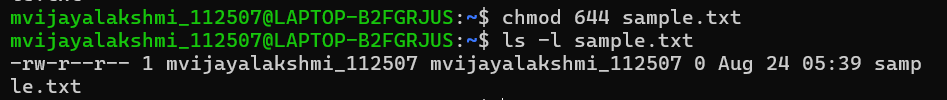 mvijayalakshmi_112507@LAPTOP-B2FGRJUS:~$ chmod 644 sample.txt
mvijayalakshmi_112507@LAPTOP-B2FGRJUS:~$ ls -l sample.txt
-rw-r--r-- 1 mvijayalakshmi_112507 mvijayalakshmi_112507 0 Aug 24 05:39 samp
le.txt